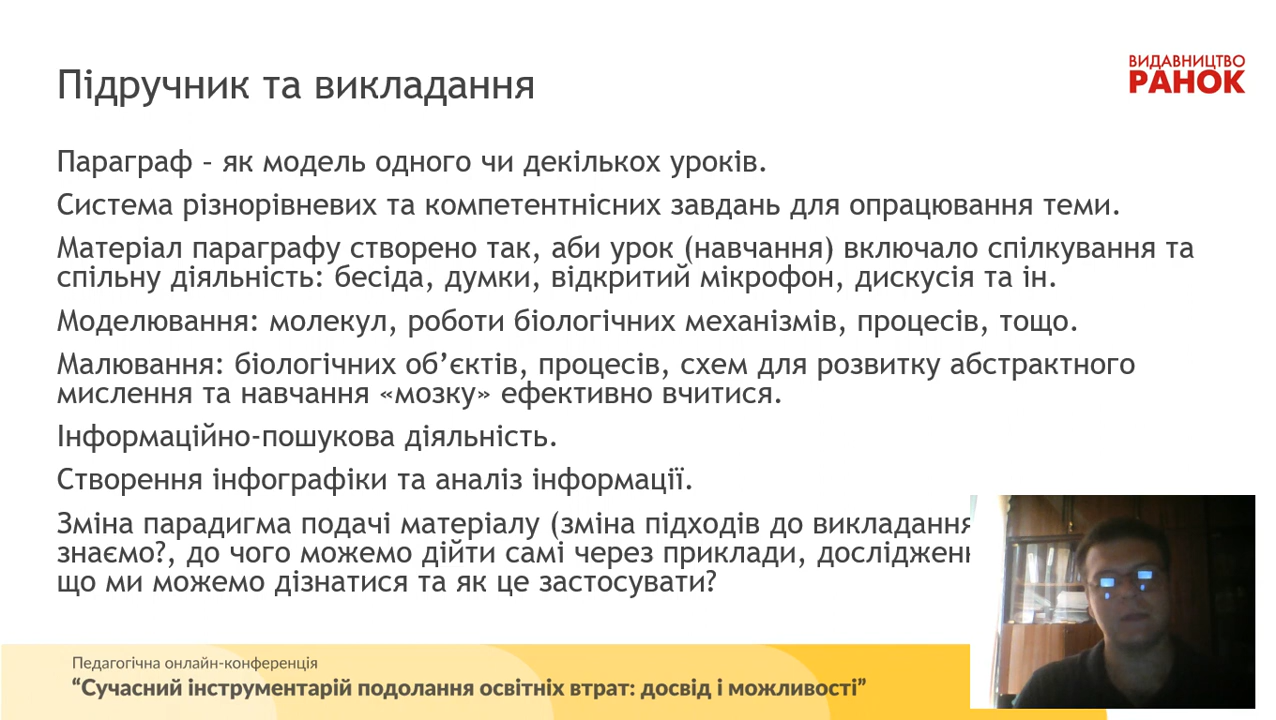 Підручник та викладання
ВИДАВНИЦТВО
РАНОК
Параграф – як модель одного чи декількох уроків.
Система різнорівневих та компетентнісних завдань для опрацювання теми.
Матеріал параграфу створено так, аби урок (навчання) включало спілкування та
спільну діяльність: бесіда, думки, відкритий мікрофон, дискусія та ін.
Моделювання: молекул, роботи біологічних механізмів, процесів, тощо.
Малювання: біологічних об’єктів, процесів, схем для розвитку абстрактного
мислення та навчання «мозку» ефективно вчитися.
Інформаційно-пошукова діяльність.
Створення інфографіки та аналіз інформації.
Зміна парадигма подачі матеріалу (зміна підходів до викладання
знаємо?, до чого можемо дійти самі через приклади,
що ми можемо дізнатися та як це застосувати?
Педагогічна онлайн-конференція
“Сучасний інструментарій подолання освітніх втрат: досвід і можливості”